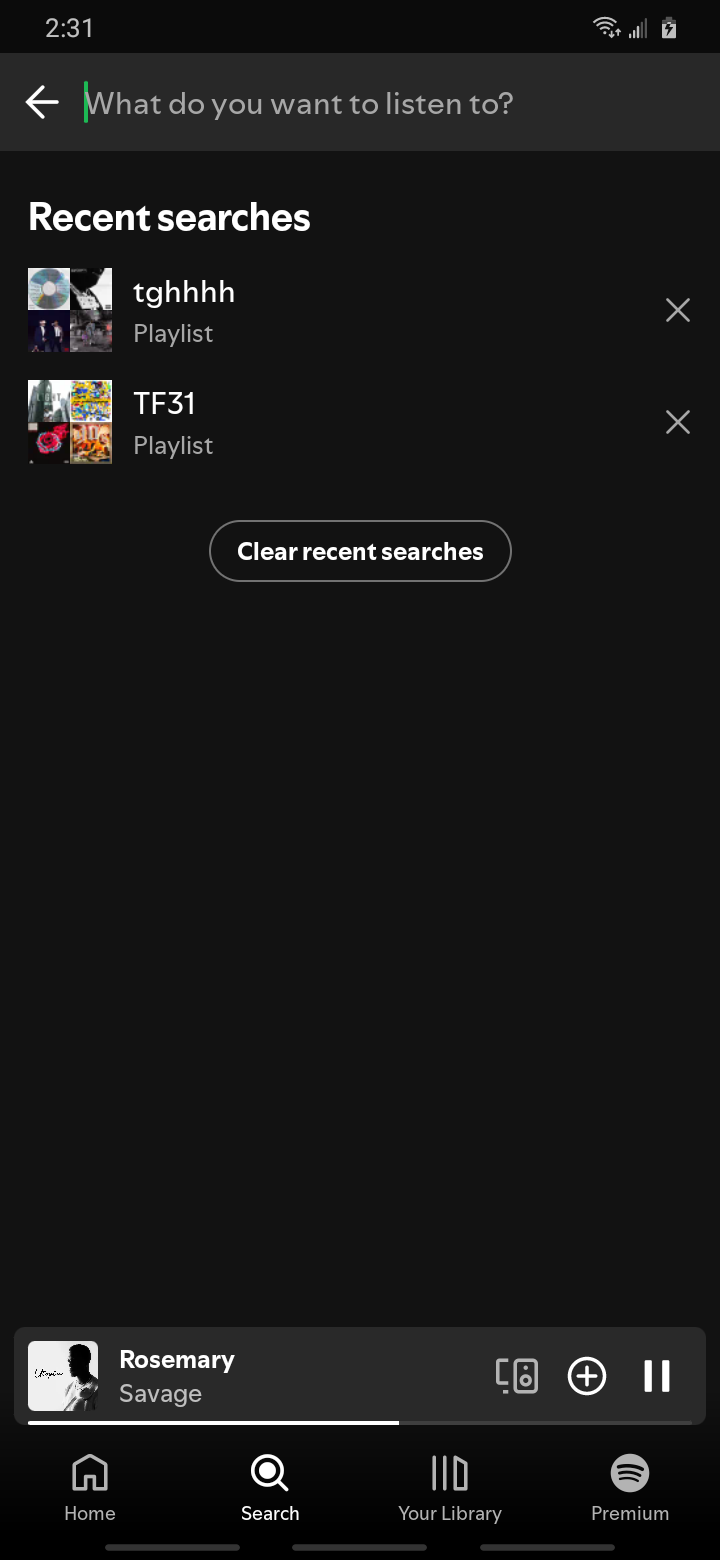 2:31
What do you want to listen to?
Recent searches
tghhhh
Playlist
TF31
Playlist
Clear recent searches
Utopia
Rosemary
Savage
Home
Search
Your Library
Premium